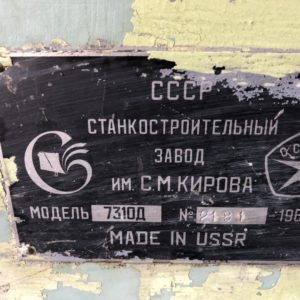 СССР
СТАНКОСТРОИТЕЛЬНЫЙ
ЗАВОД
ИМ. С.М.КИРОВА
МОДЕЛЬ 7310Д №
MADE IN USSR